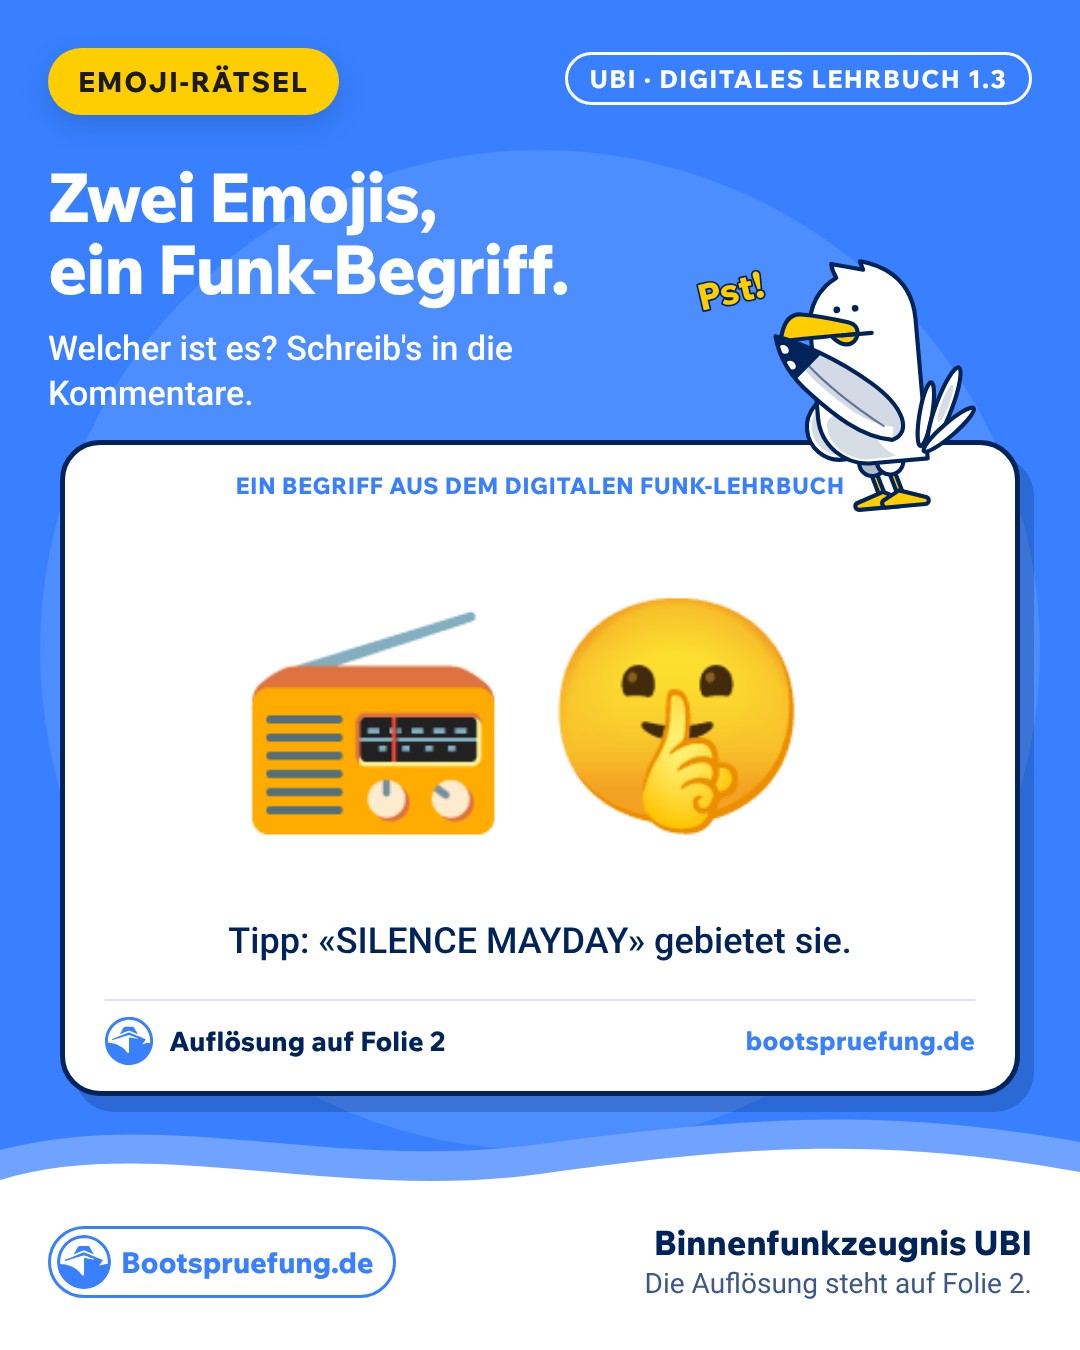 EMOJI-RÄTSEL
UBI · DIGITALES LEHRBUCH 1.3
Zwei Emojis,
ein Funk-Begriff.
Welcher ist es? Schreib's in die
Kommentare.
Pst!
EIN BEGRIFF AUS DEM DIGITALEN FUNK-LEHRBUCH
Tipp: «SILENCE MAYDAY» gebietet sie.
Auflösung auf Folie 2
bootspruefung.de
Bootspruefung.de
Binnenfunkzeugnis UBI
Die Auflösung steht auf Folie 2.